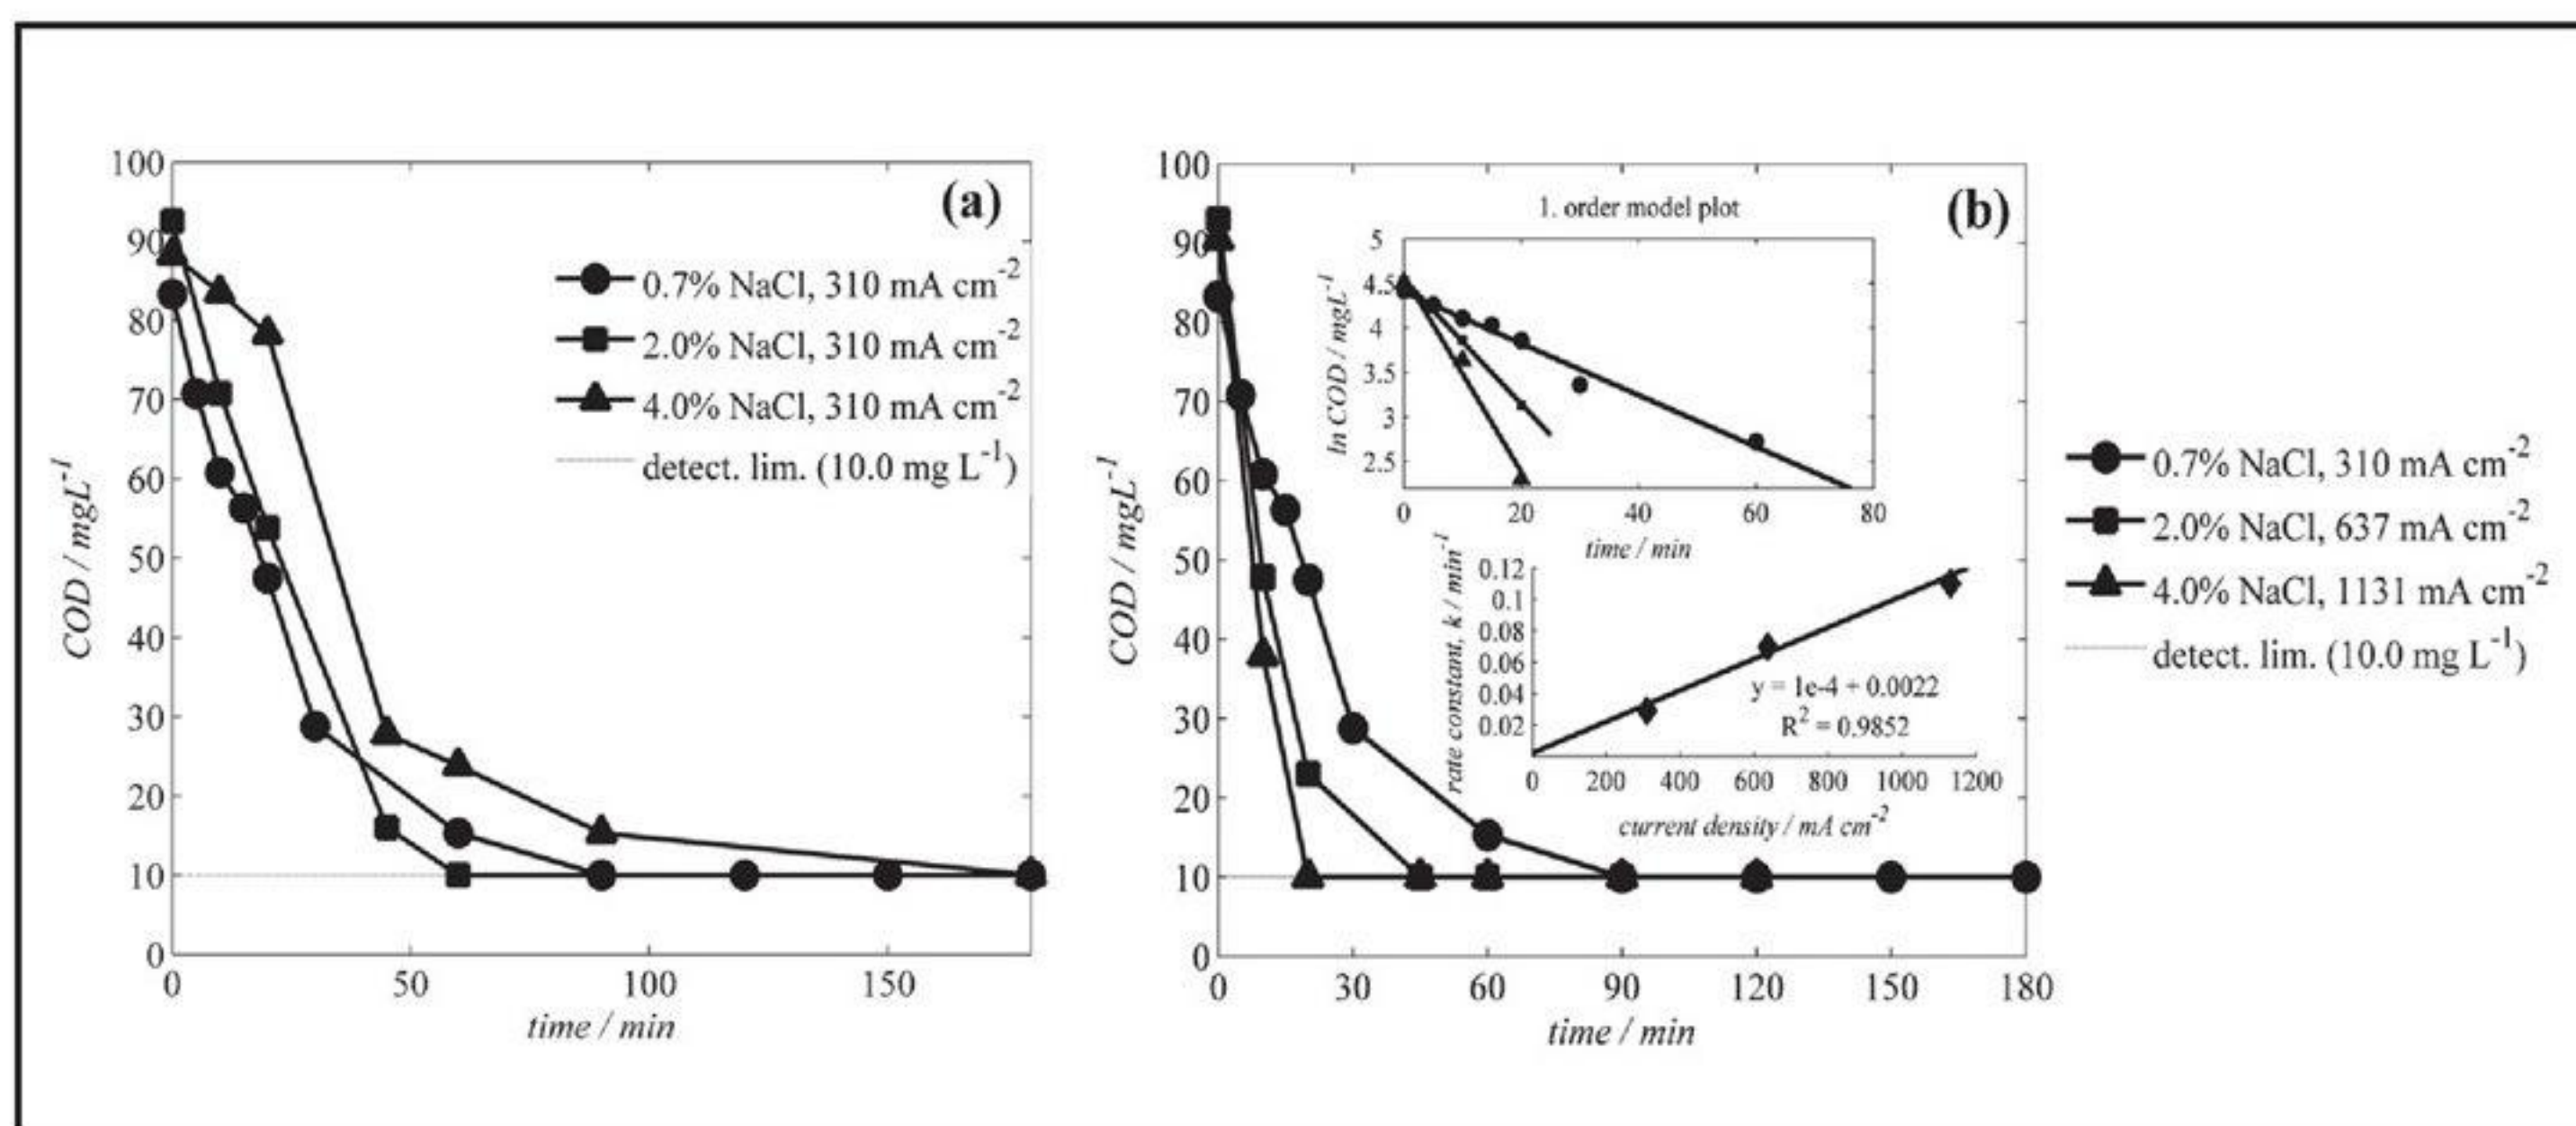 (a)
100
90
80
70
60
50
40
30
20
10
0
COD / mgL⁻¹
0.7% NaCl, 310 mA cm⁻²
2.0% NaCl, 310 mA cm⁻²
4.0% NaCl, 310 mA cm⁻²
detect. lim. (10.0 mg L⁻¹)
0 50 100 150
time / min
(b)
100
90
80
70
60
50
40
30
20
10
0
COD / mgL⁻¹
1. order model plot
5
4.5
4
3.5
3
2.5
ln COD / mgL⁻¹
0 20 40 60 80
time / min
0.12
0.1
0.08
0.06
0.04
0.02
rate constant, k / min⁻¹
y = 1e-4 + 0.0022
R² = 0.9852
0 200 400 600 800 1000 1200
current density / mA cm⁻²
0 30 60 90 120 150 180
time / min
0.7% NaCl, 310 mA cm⁻²
2.0% NaCl, 637 mA cm⁻²
4.0% NaCl, 1131 mA cm⁻²
detect. lim. (10.0 mg L⁻¹)